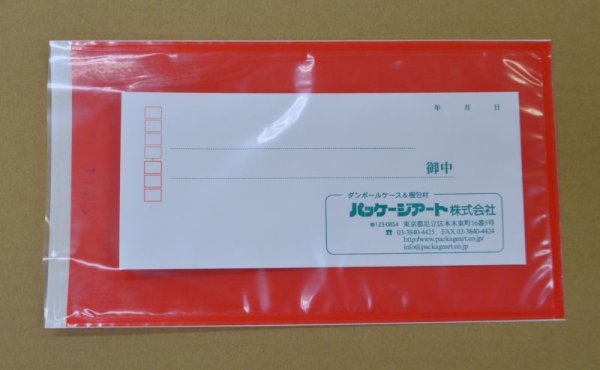 年 月 日
御中
ダンボールケース&梱包材
パッケージアート株式会社
〒123-0854 東京都足立区本木東町16番5号
☎ 03-3840-4425 FAX 03-3840-4424
http://www.packageart.co.jp/
info@packageart.co.jp